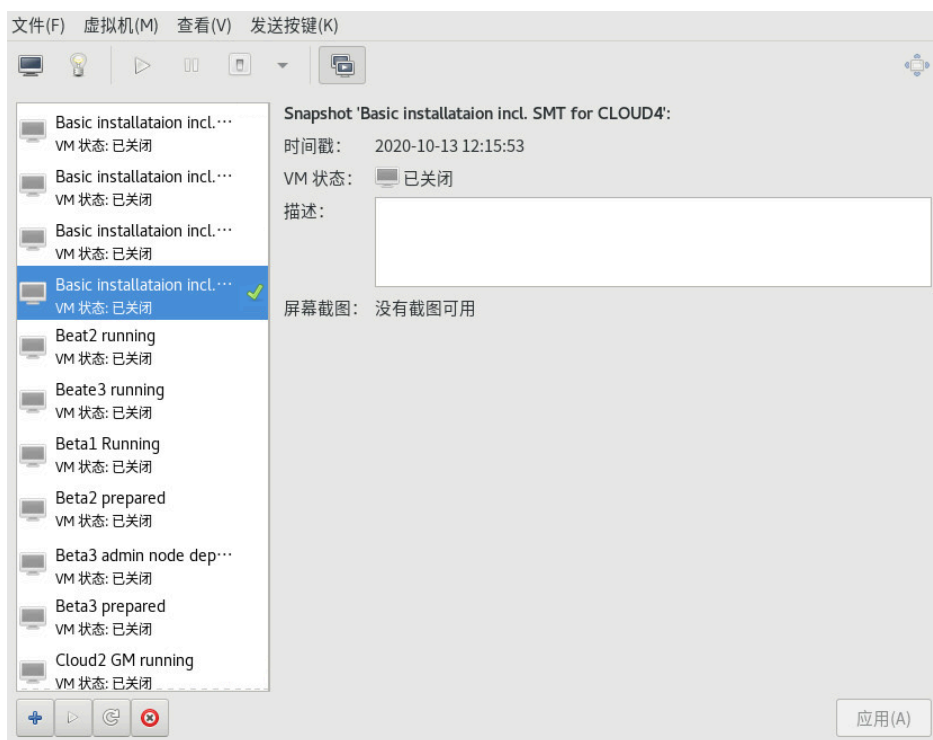 文件(F) 虚拟机(M) 查看(V) 发送按键(K)
Basic installataion incl.…
VM 状态: 已关闭
Basic installataion incl.…
VM 状态: 已关闭
Basic installataion incl.…
VM 状态: 已关闭
Basic installataion incl.…
VM 状态: 已关闭
Beat2 running
VM 状态: 已关闭
Beate3 running
VM 状态: 已关闭
Beta1 Running
VM 状态: 已关闭
Beta2 prepared
VM 状态: 已关闭
Beta3 admin node dep…
VM 状态: 已关闭
Beta3 prepared
VM 状态: 已关闭
Cloud2 GM running
VM 状态: 已关闭
Snapshot 'Basic installataion incl. SMT for CLOUD4':
时间戳： 2020-10-13 12:15:53
VM 状态： 已关闭
描述：
屏幕截图： 没有截图可用
应用(A)